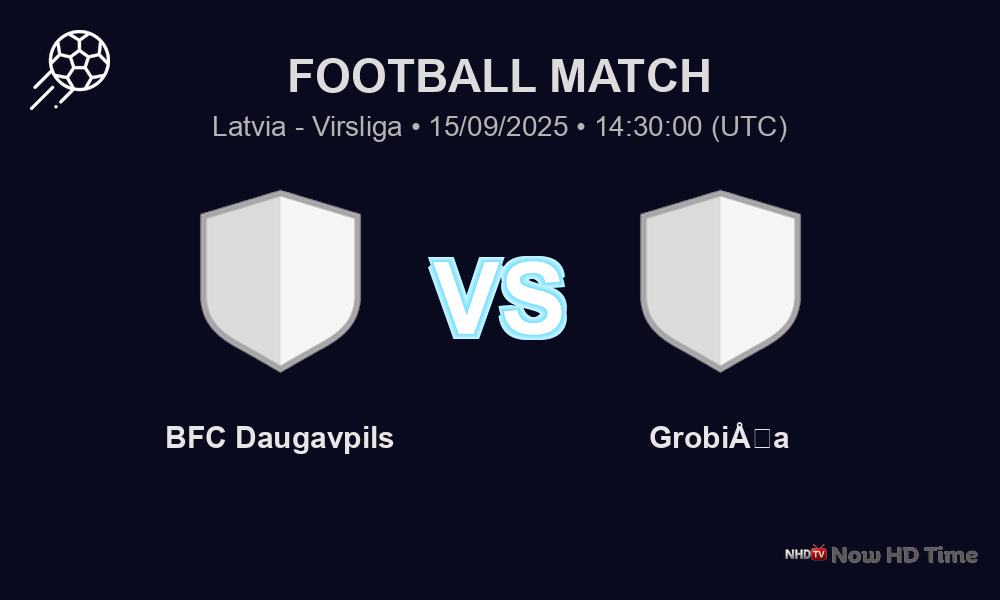 FOOTBALL MATCH
Latvia - Virsliga • 15/09/2025 • 14:30:00 (UTC)
VS
BFC Daugavpils
GrobiÅ□a
NHDTV Now HD Time